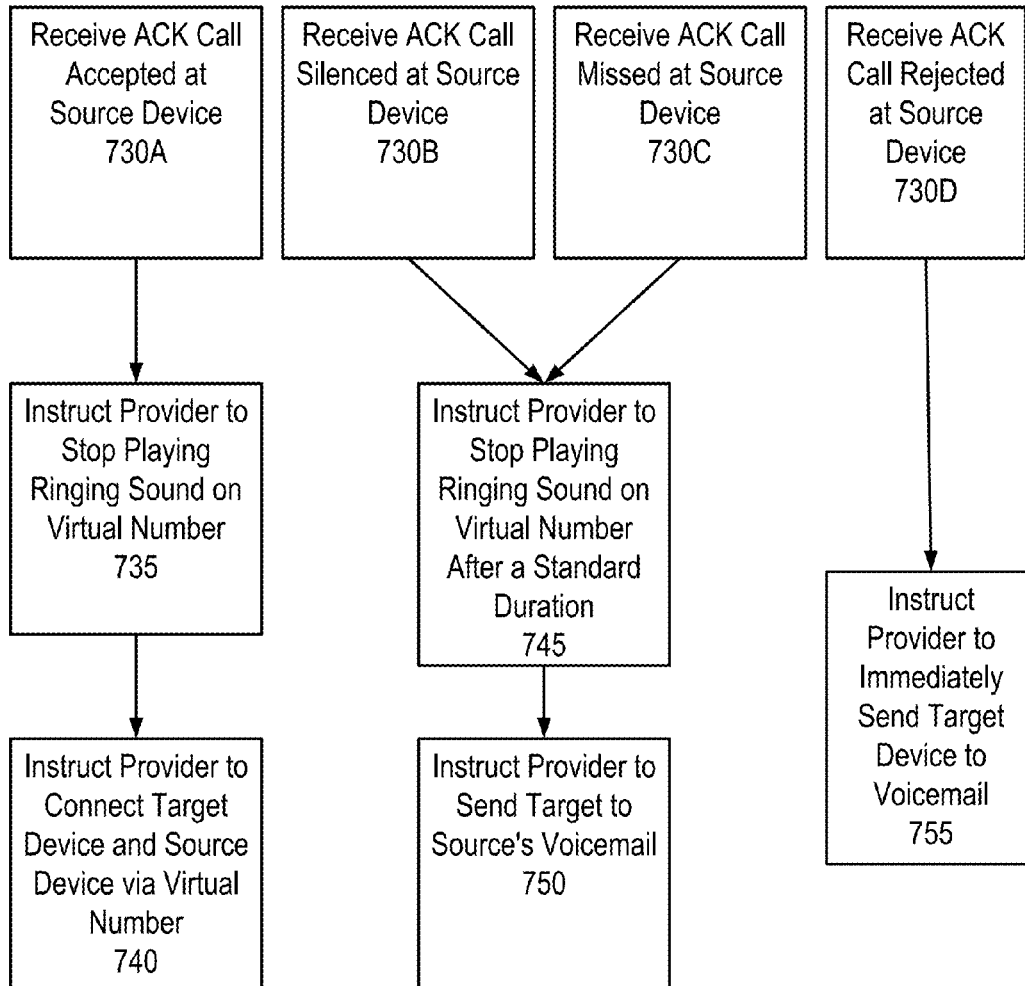 Receive ACK Call
Accepted at
Source Device
730A
Receive ACK Call
Silenced at Source
Device
730B
Receive ACK Call
Missed at Source
Device
730C
Receive ACK
Call Rejected
at Source
Device
730D
Instruct Provider to
Stop Playing
Ringing Sound on
Virtual Number
735
Instruct Provider to
Stop Playing
Ringing Sound on
Virtual Number
After a Standard
Duration
745
Instruct
Provider to
Immediately
Send Target
Device to
Voicemail
755
Instruct Provider to
Connect Target
Device and Source
Device via Virtual
Number
740
Instruct Provider to
Send Target to
Source's Voicemail
750